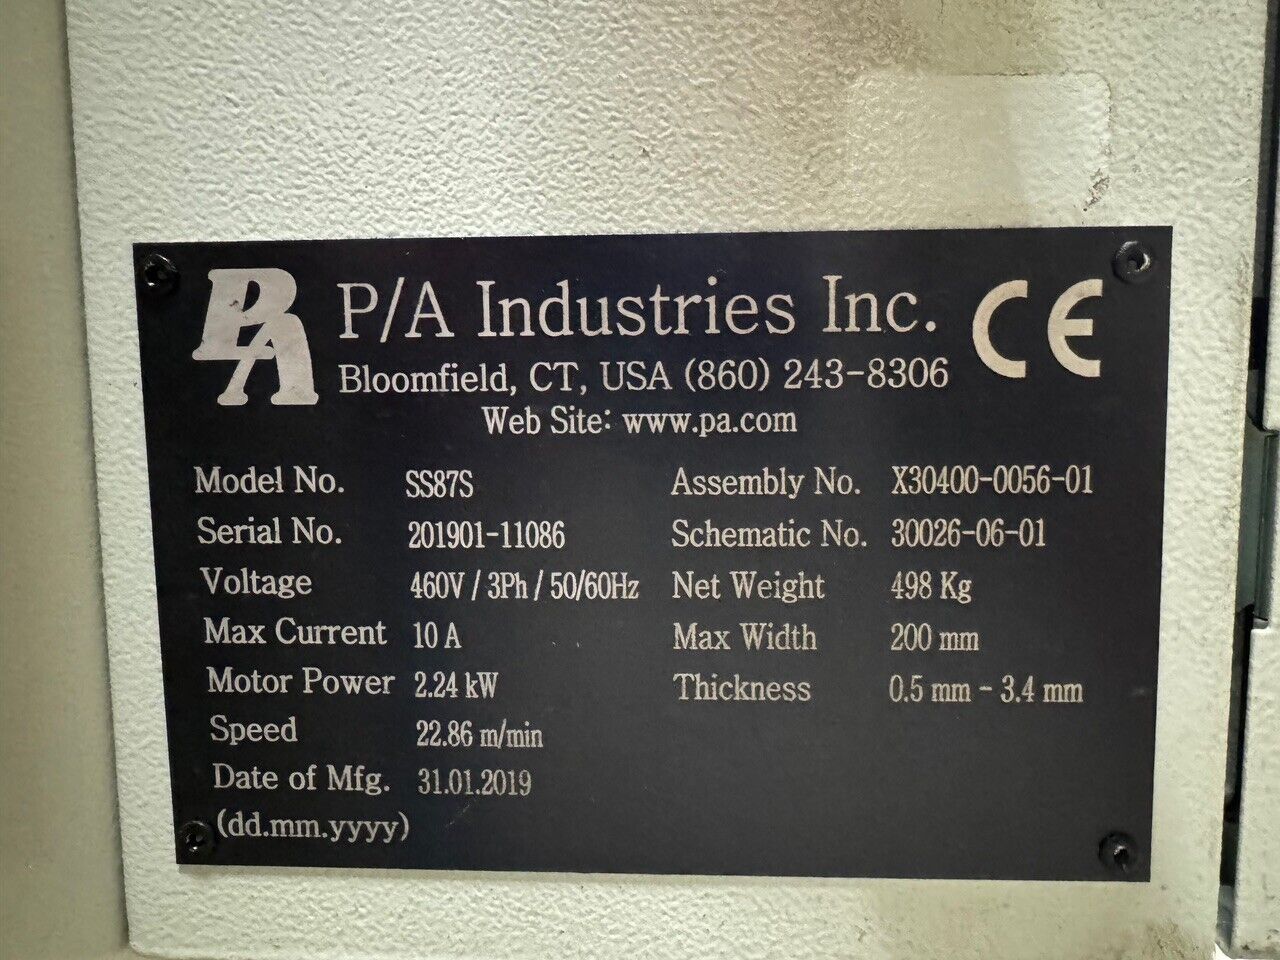 PA
P/A Industries Inc. CE
Bloomfield, CT, USA (860) 243-8306
Web Site: www.pa.com
Model No. SS87S Assembly No. X30400-0056-01
Serial No. 201901-11086 Schematic No. 30026-06-01
Voltage 460V / 3Ph / 50/60Hz Net Weight 498 Kg
Max Current 10 A Max Width 200 mm
Motor Power 2.24 kW Thickness 0.5 mm - 3.4 mm
Speed 22.86 m/min
Date of Mfg. 31.01.2019
(dd.mm.yyyy)